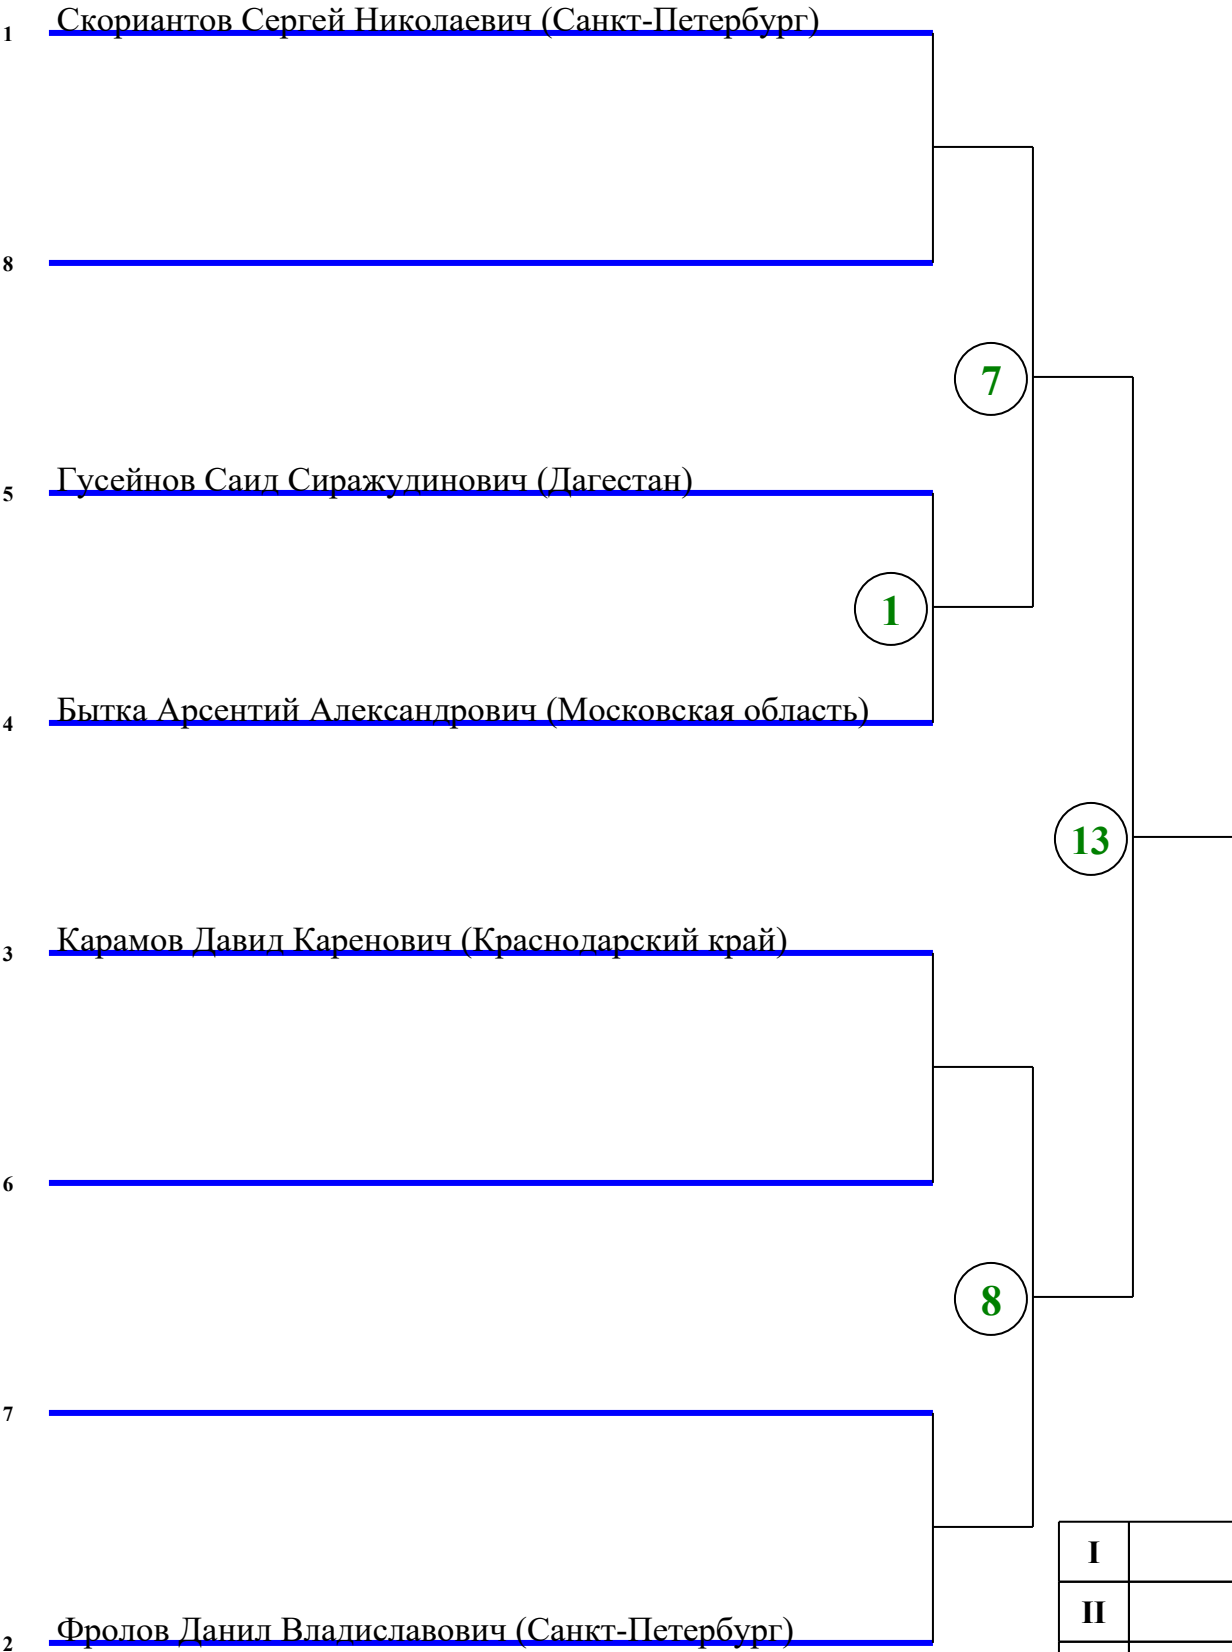 1 Скориантов Сергей Николаевич (Санкт-Петербург)
8
7
5 Гусейнов Саид Сиражудинович (Дагестан)
1
4 Бытка Арсентий Александрович (Московская область)
13
3 Карамов Давид Каренович (Краснодарский край)
6
8
7
I
II
2 Фролов Данил Владиславович (Санкт-Петербург)